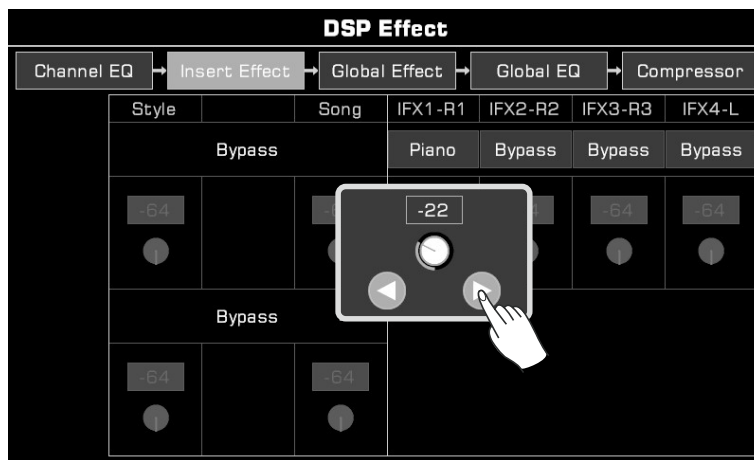 DSP Effect
Channel EQ Insert Effect Global Effect Global EQ Compressor
Style Song IFX1-R1 IFX2-R2 IFX3-R3 IFX4-L
Bypass Piano Bypass Bypass Bypass
-64 -22 -64 -64
Bypass
-64 -64